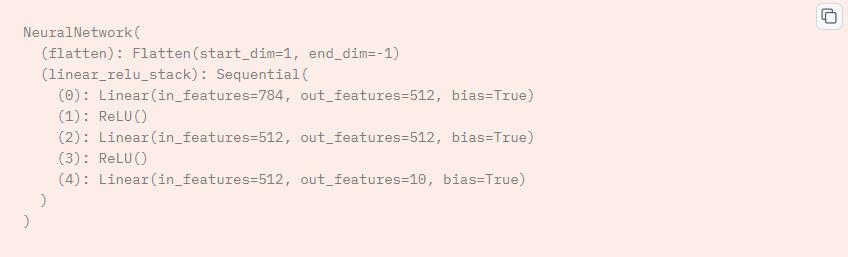 NeuralNetwork(
  (flatten): Flatten(start_dim=1, end_dim=-1)
  (linear_relu_stack): Sequential(
    (0): Linear(in_features=784, out_features=512, bias=True)
    (1): ReLU()
    (2): Linear(in_features=512, out_features=512, bias=True)
    (3): ReLU()
    (4): Linear(in_features=512, out_features=10, bias=True)
  )
)